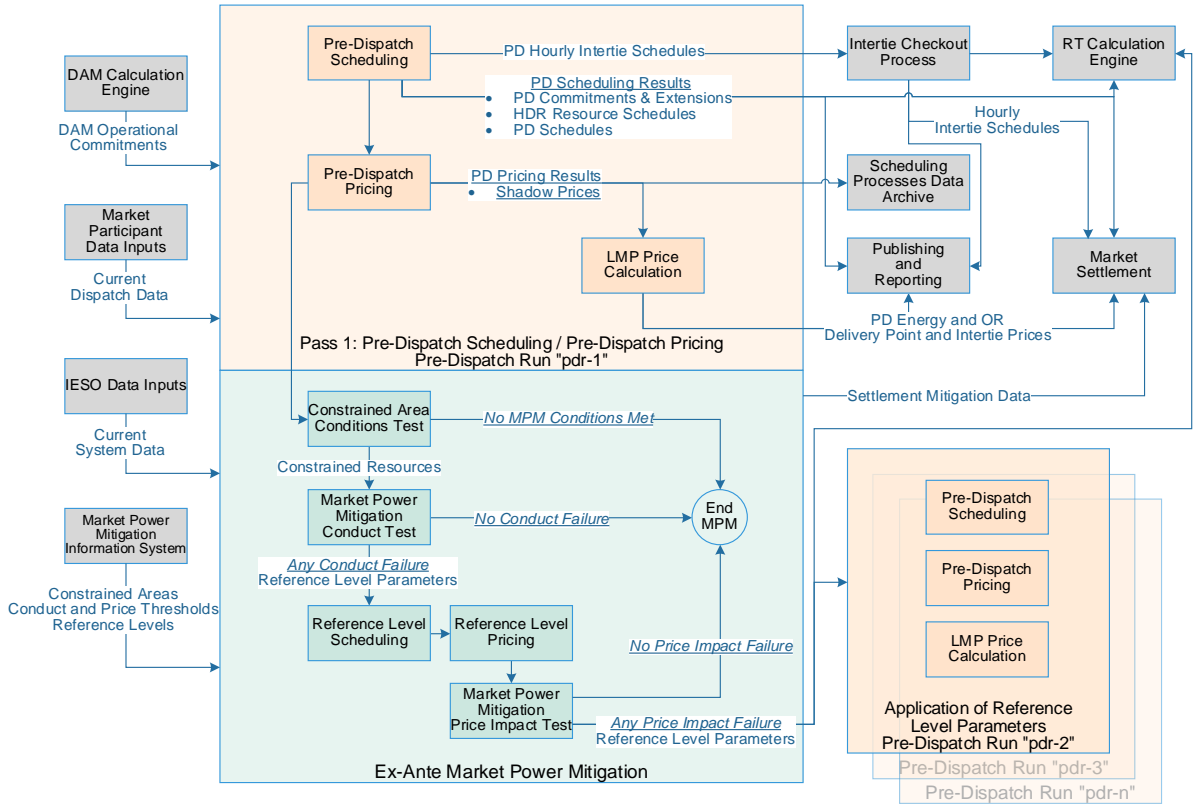 DAM Calculation
Engine
DAM Operational
Commitments
Market
Participant
Data Inputs
Current
Dispatch Data
IESO Data Inputs
Current
System Data
Market Power
Mitigation
Information System
Constrained Areas
Conduct and Price Thresholds
Reference Levels
Pre-Dispatch
Scheduling
PD Hourly Intertie Schedules
PD Scheduling Results
• PD Commitments & Extensions
• HDR Resource Schedules
• PD Schedules
Pre-Dispatch
Pricing
PD Pricing Results
• Shadow Prices
LMP Price
Calculation
Pass 1: Pre-Dispatch Scheduling / Pre-Dispatch Pricing
Pre-Dispatch Run "pdr-1"
Intertie Checkout
Process
RT Calculation
Engine
Hourly
Intertie Schedules
Scheduling
Processes Data
Archive
Publishing
and
Reporting
Market
Settlement
PD Energy and OR
Delivery Point and Intertie Prices
Settlement Mitigation Data
Constrained Area
Conditions Test
No MPM Conditions Met
Constrained Resources
Market Power
Mitigation
Conduct Test
No Conduct Failure
End
MPM
Any Conduct Failure
Reference Level Parameters
Reference Level
Scheduling
Reference Level
Pricing
No Price Impact Failure
Market Power
Mitigation
Price Impact Test
Any Price Impact Failure
Reference Level Parameters
Ex-Ante Market Power Mitigation
Pre-Dispatch
Scheduling
Pre-Dispatch
Pricing
LMP Price
Calculation
Application of Reference
Level Parameters
Pre-Dispatch Run "pdr-2"
Pre-Dispatch Run "pdr-3"
Pre-Dispatch Run "pdr-n"